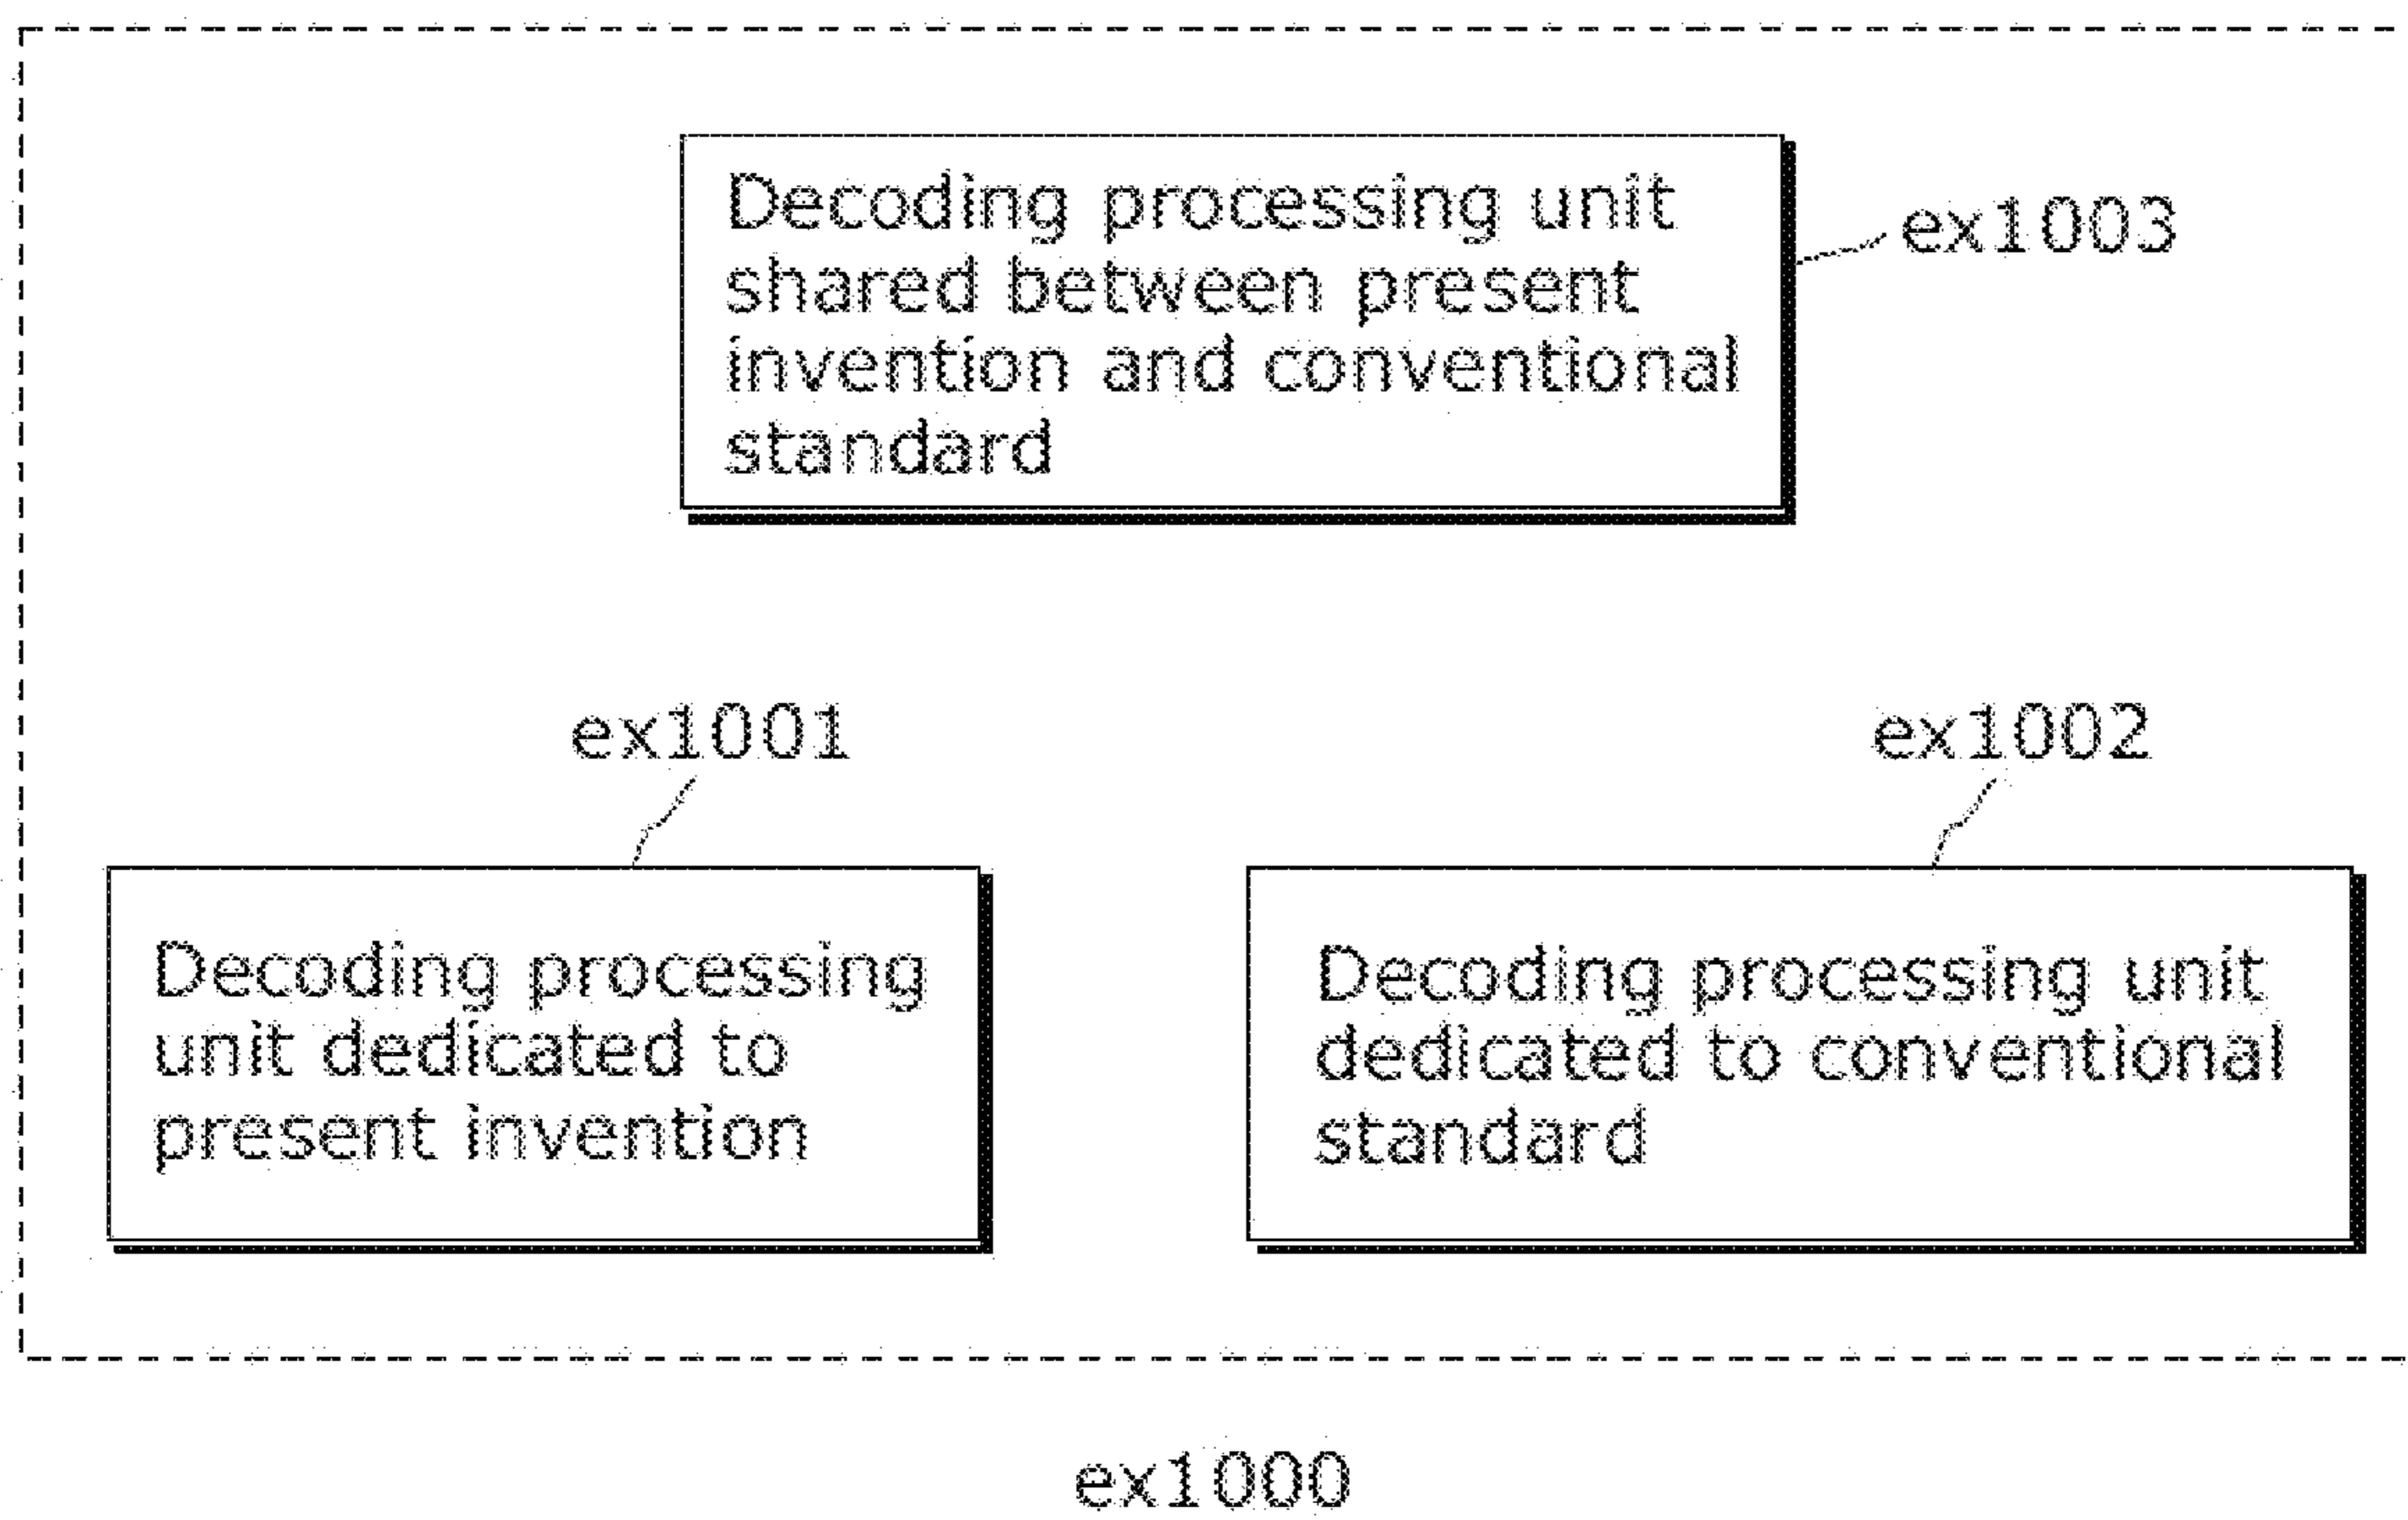 Decoding processing unit
shared between present
invention and conventional
standard
ex1003
ex1001
ex1002
Decoding processing
unit dedicated to
present invention
Decoding processing unit
dedicated to conventional
standard
ex1000